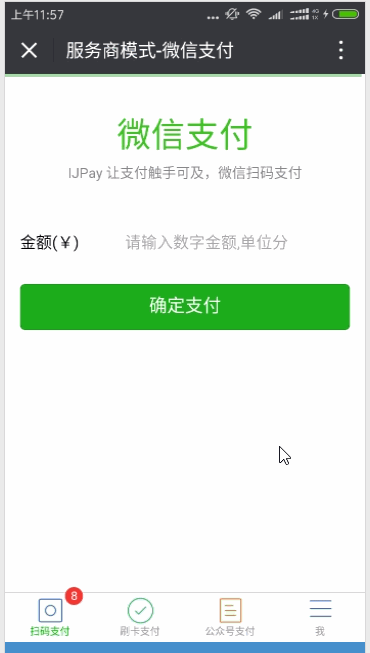 上午11:57
4G
1X
服务商模式-微信支付
微信支付
IJPay 让支付触手可及，微信扫码支付
金额(￥)
请输入数字金额,单位分
确定支付
8
扫码支付
刷卡支付
公众号支付
我